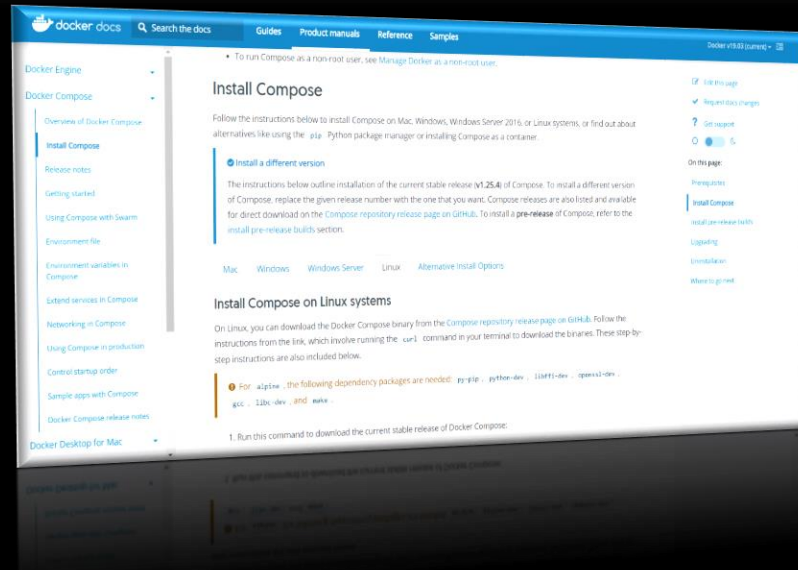 docker docs
Search the docs
Guides
Product manuals
Reference
Samples
Docker v19.03 (current)
Docker Engine
Docker Compose
Overview of Docker Compose
Install Compose
Release notes
Getting started
Using Compose with Swarm
Environment file
Environment variables in
Compose
Extend services in Compose
Networking in Compose
Using Compose in production
Control startup order
Sample apps with Compose
Docker Compose release notes
Docker Desktop for Mac
• To run Compose as a non-root user, see Manage Docker as a non-root user.
Install Compose
Follow the instructions below to install Compose on Mac, Windows, Windows Server 2016, or Linux systems, or find out about
alternatives like using the pip Python package manager or installing Compose as a container.
Install a different version
The instructions below outline installation of the current stable release (v1.25.4) of Compose. To install a different version
of Compose, replace the given release number with the one that you want. Compose releases are also listed and available
for direct download on the Compose repository release page on GitHub. To install a pre-release of Compose, refer to the
install pre-release builds section.
Mac
Windows
Windows Server
Linux
Alternative Install Options
Install Compose on Linux systems
On Linux, you can download the Docker Compose binary from the Compose repository release page on GitHub. Follow the
instructions from the link, which involve running the curl command in your terminal to download the binaries. These step-by-
step instructions are also included below.
For alpine , the following dependency packages are needed: py-pip , python-dev , libffi-dev , openssl-dev ,
gcc , libc-dev , and make .
1. Run this command to download the current stable release of Docker Compose:
Edit this page
Request docs changes
Get support
On this page:
Prerequisites
Install Compose
Install pre-release builds
Upgrading
Uninstallation
Where to go next